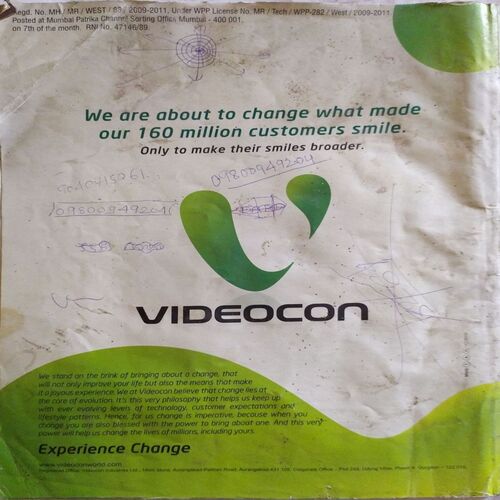 Regd. No. MH / MR / WEST / 83 / 2009-2011, Under WPP License No. MR / Tech / WPP-282 / West / 2009-2011
Posted at Mumbai Patrika Channel Sorting Office Mumbai - 400 001.
on 7th of the month. RNI No. 47146/89.
We are about to change what made
our 160 million customers smile.
Only to make their smiles broader.
09800949204
VIDEOCON
We stand on the brink of bringing about a change, that
will not only improve your life but also the means that make
it a joyous experience. We at Videocon believe that change lies at
the core of evolution. It's this very philosophy that helps us keep up
with ever evolving levels of technology, customer expectations and
lifestyle patterns. Hence, for us change is imperative, because when you
change you are also blessed with the power to bring about one. And this very
power will help us change the lives of millions, including yours.
Experience Change
www.videoconworld.com